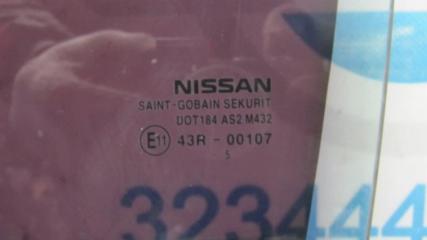 NISSAN
SAINT-GOBAIN SEKURIT
DOT184 AS2 M432
E11 43R - 00107
5
323444